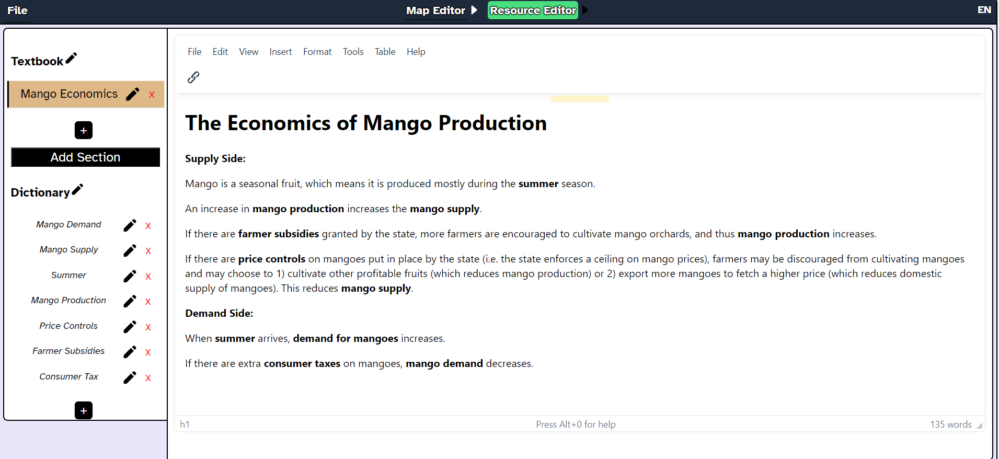 File
Map Editor
Resource Editor
EN
Textbook
Mango Economics
X
+
Add Section
Dictionary
Mango Demand
X
Mango Supply
X
Summer
X
Mango Production
X
Price Controls
X
Farmer Subsidies
X
Consumer Tax
X
+
File Edit View Insert Format Tools Table Help
The Economics of Mango Production
Supply Side:
Mango is a seasonal fruit, which means it is produced mostly during the summer season.
An increase in mango production increases the mango supply.
If there are farmer subsidies granted by the state, more farmers are encouraged to cultivate mango orchards, and thus mango production increases.
If there are price controls on mangoes put in place by the state (i.e. the state enforces a ceiling on mango prices), farmers may be discouraged from cultivating mangoes
and may choose to 1) cultivate other profitable fruits (which reduces mango production) or 2) export more mangoes to fetch a higher price (which reduces domestic
supply of mangoes). This reduces mango supply.
Demand Side:
When summer arrives, demand for mangoes increases.
If there are extra consumer taxes on mangoes, mango demand decreases.
h1
Press Alt+0 for help
135 words